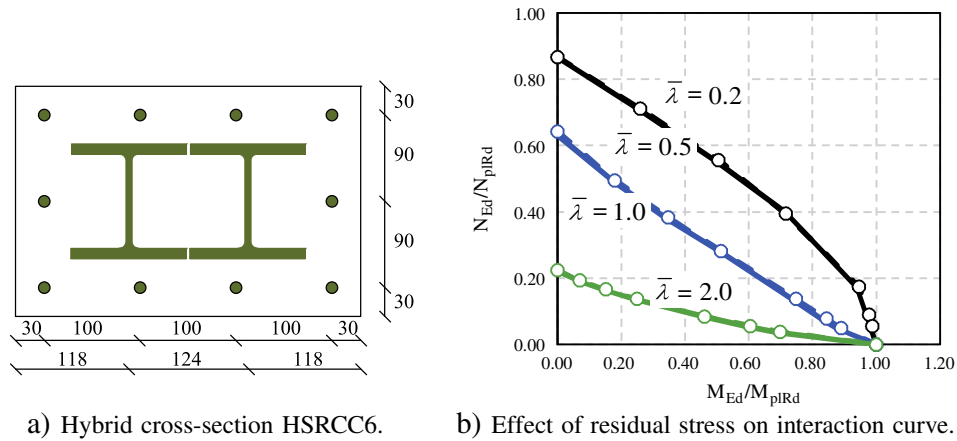 30
90
90
30
30 100 100 100 30
118 124 118
a) Hybrid cross-section HSRCC6.
N_Ed/N_plRd
1.00
0.80
0.60
0.40
0.20
0.00
λ̄ = 0.2
λ̄ = 0.5
λ̄ = 1.0
λ̄ = 2.0
0.00 0.20 0.40 0.60 0.80 1.00 1.20
M_Ed/M_plRd
b) Effect of residual stress on interaction curve.